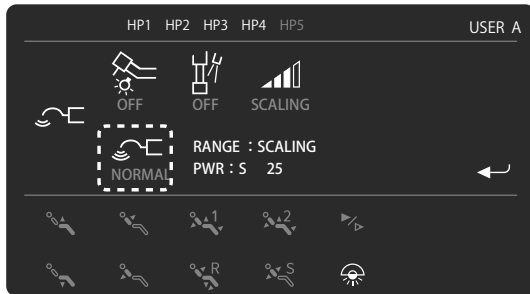 HP1 HP2 HP3 HP4 HP5 USER A
OFF OFF SCALING
RANGE : SCALING
NORMAL PWR : S 25
1 2
R S